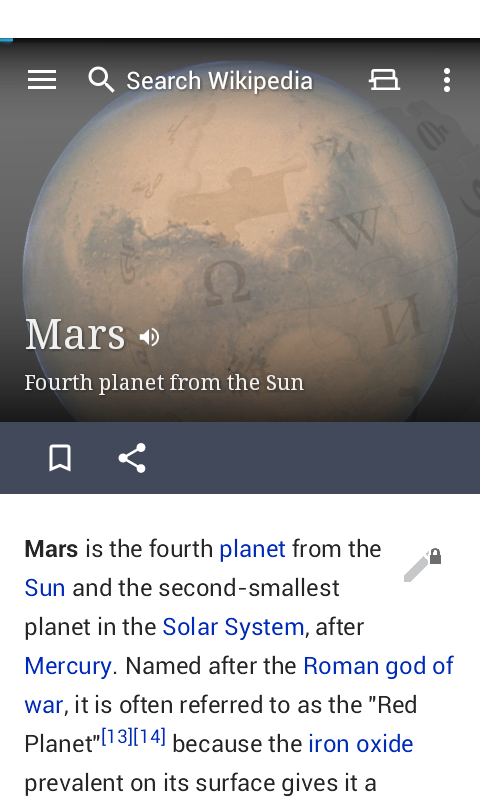 Search Wikipedia
Ω
W
И
Mars
Fourth planet from the Sun
Mars is the fourth planet from the
Sun and the second-smallest
planet in the Solar System, after
Mercury. Named after the Roman god of
war, it is often referred to as the "Red
Planet"[13][14] because the iron oxide
prevalent on its surface gives it a